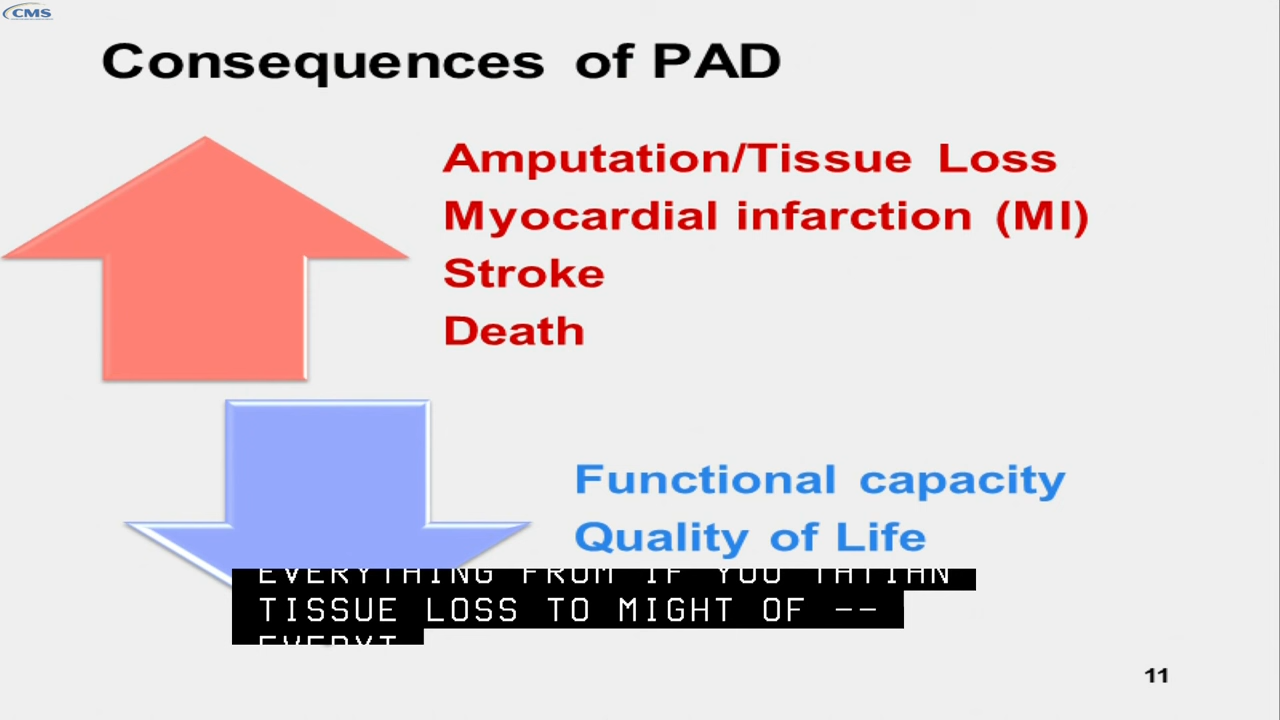 CMS
Consequences of PAD
Amputation/Tissue Loss
Myocardial infarction (MI)
Stroke
Death
Functional capacity
Quality of Life
EVERYTHING FROM IF YOU
TISSUE LOSS TO MIGHT OF --
EVERYT
11